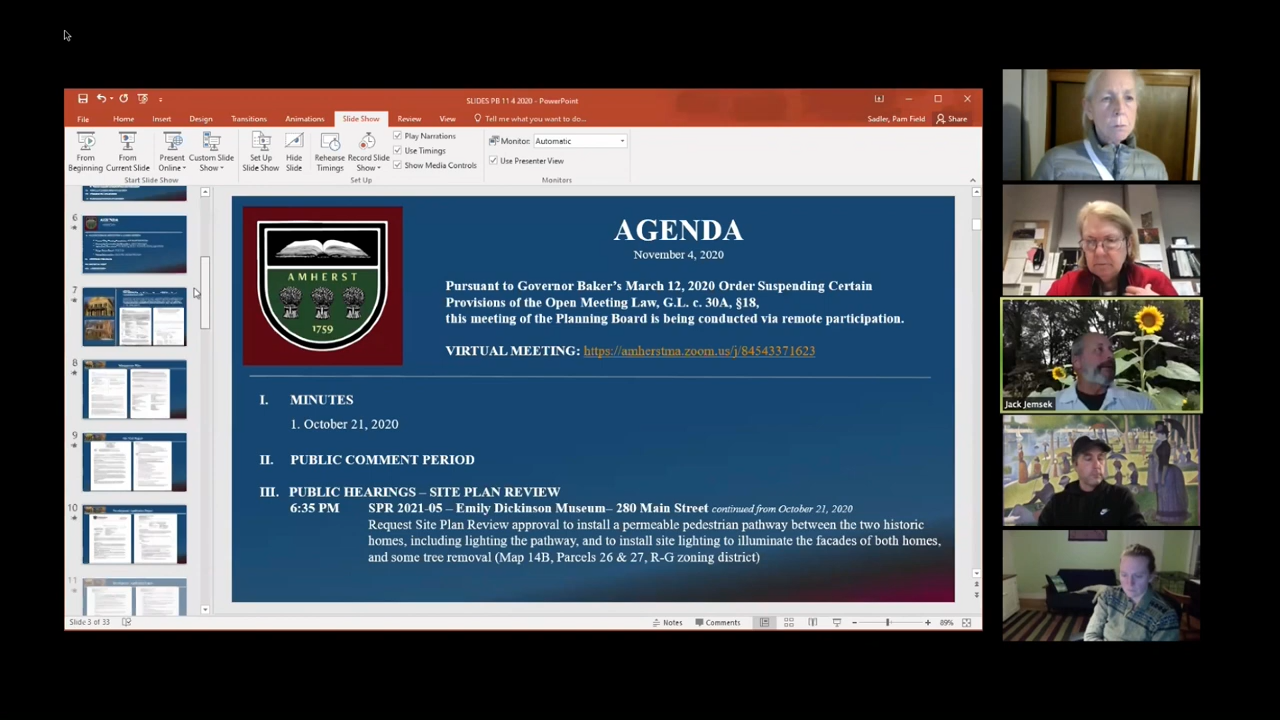 SLIDES PB 11 4 2020 - PowerPoint
File Home Insert Design Transitions Animations Slide Show Review View Tell me what you want to do...
Sadler, Pam Field Share
From Beginning
From Current Slide
Present Online
Custom Slide Show
Set Up Slide Show
Hide Slide
Rehearse Timings
Record Slide Show
Play Narrations
Use Timings
Show Media Controls
Monitor: Automatic
Use Presenter View
Start Slide Show
Set Up
Monitors
6
7
8
9
10
11
AMHERST
1759
AGENDA
November 4, 2020
Pursuant to Governor Baker's March 12, 2020 Order Suspending Certain
Provisions of the Open Meeting Law, G.L. c. 30A, §18,
this meeting of the Planning Board is being conducted via remote participation.
VIRTUAL MEETING: https://amherstma.zoom.us/j/84543371623
I. MINUTES
1. October 21, 2020
II. PUBLIC COMMENT PERIOD
III. PUBLIC HEARINGS – SITE PLAN REVIEW
6:35 PM SPR 2021-05 – Emily Dickinson Museum– 280 Main Street continued from October 21, 2020
Request Site Plan Review approval to install a permeable pedestrian pathway between the two historic
homes, including lighting the pathway, and to install site lighting to illuminate the facades of both homes,
and some tree removal (Map 14B, Parcels 26 & 27, R-G zoning district)
Jack Jemsek
Slide 3 of 33
Notes
Comments
89%